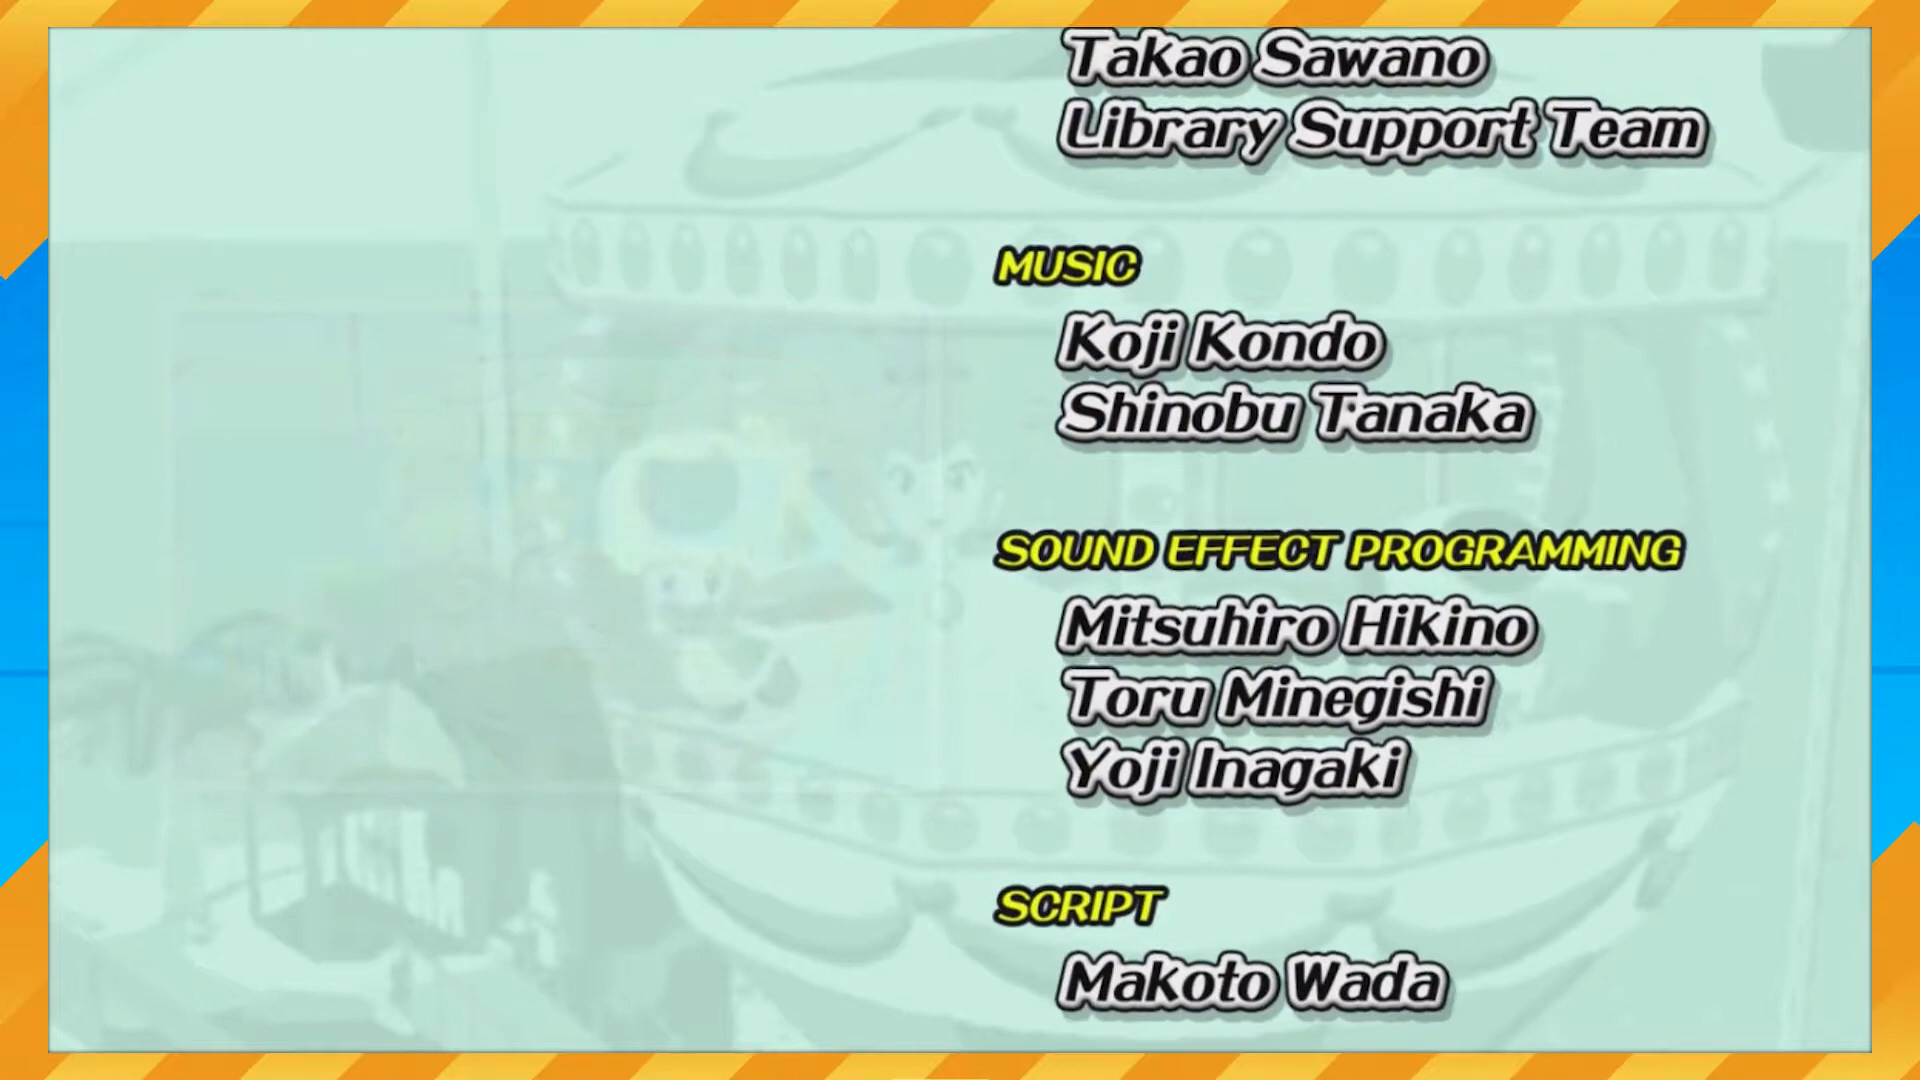 Takao Sawano
Library Support Team
MUSIC
Koji Kondo
Shinobu Tanaka
SOUND EFFECT PROGRAMMING
Mitsuhiro Hikino
Toru Minegishi
Yoji Inagaki
SCRIPT
Makoto Wada